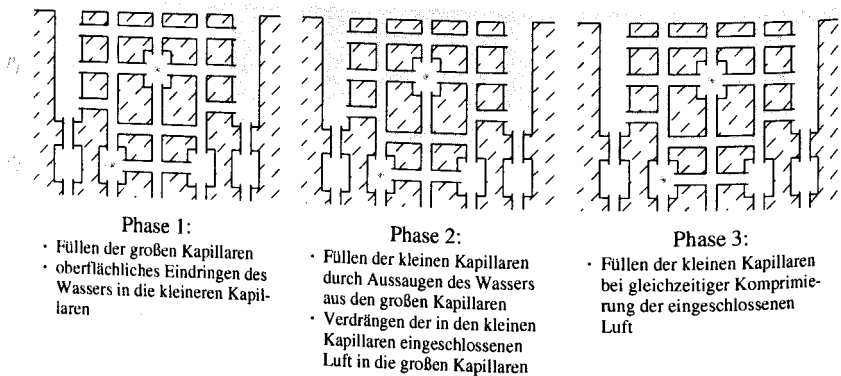 Phase 1:
· Füllen der großen Kapillaren
· oberflächliches Eindringen des
Wassers in die kleineren Kapil-
laren
Phase 2:
· Füllen der kleinen Kapillaren
durch Aussaugen des Wassers
aus den großen Kapillaren
· Verdrängen der in den kleinen
Kapillaren eingeschlossenen
Luft in die großen Kapillaren
Phase 3:
· Füllen der kleinen Kapillaren
bei gleichzeitiger Komprimie-
rung der eingeschlossenen
Luft